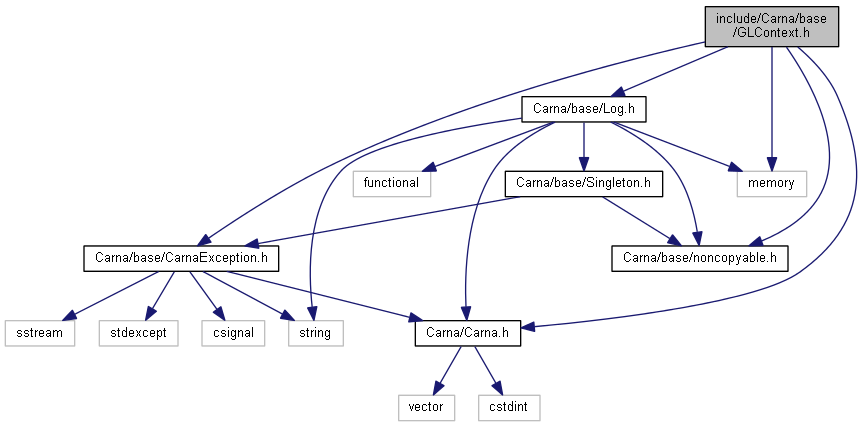 include/Carna/base
/GLContext.h
Carna/base/Log.h
functional
Carna/base/Singleton.h
memory
Carna/base/CarnaException.h
Carna/base/noncopyable.h
sstream
stdexcept
csignal
string
Carna/Carna.h
vector
cstdint